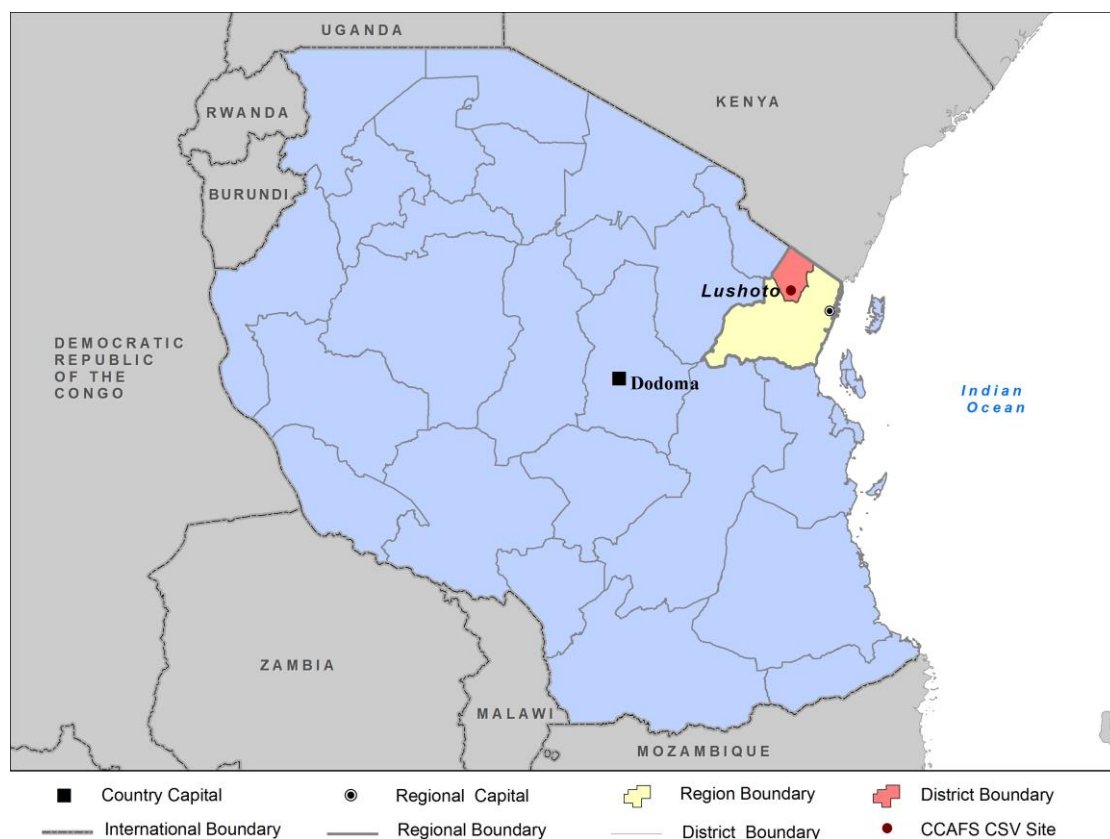 UGANDA
KENYA
RWANDA
BURUNDI
Lushoto
DEMOCRATIC
REPUBLIC
OF THE
CONGO
Dodoma
Indian
Ocean
ZAMBIA
MALAWI
MOZAMBIQUE
Country Capital
Regional Capital
Region Boundary
District Boundary
International Boundary
Regional Boundary
District Boundary
CCAFS CSV Site